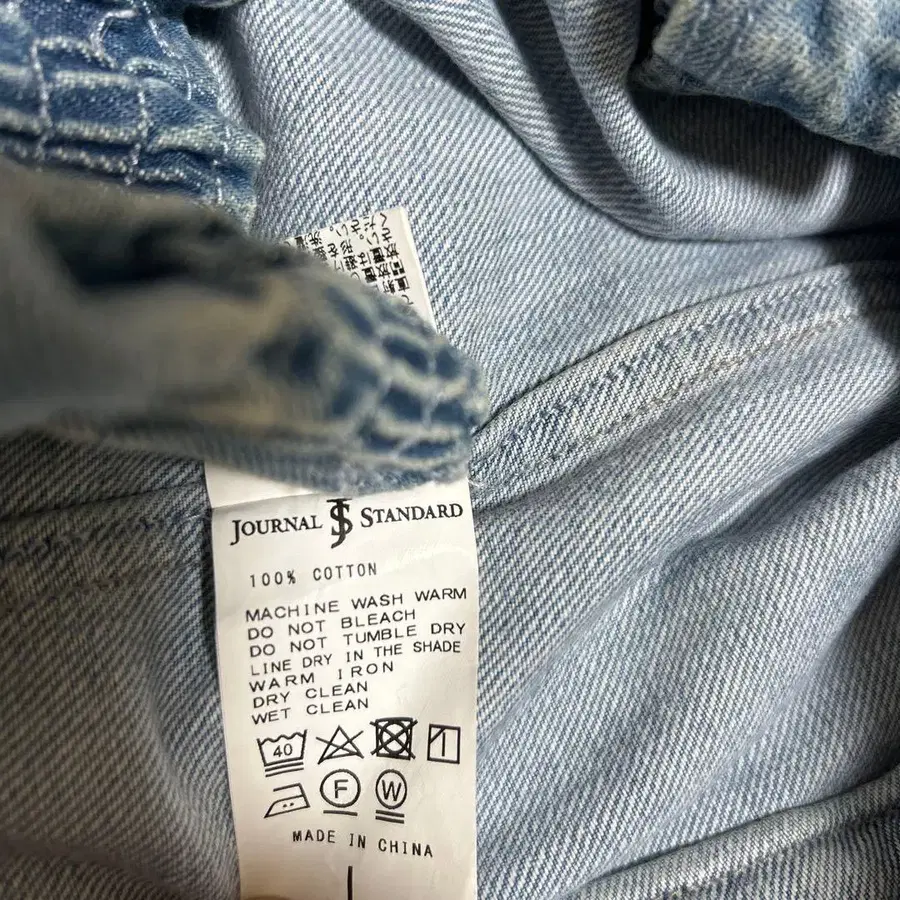 JOURNAL JS STANDARD
100% COTTON
MACHINE WASH WARM
DO NOT BLEACH
DO NOT TUMBLE DRY
LINE DRY IN THE SHADE
WARM IRON
DRY CLEAN
WET CLEAN
40
F W
MADE IN CHINA